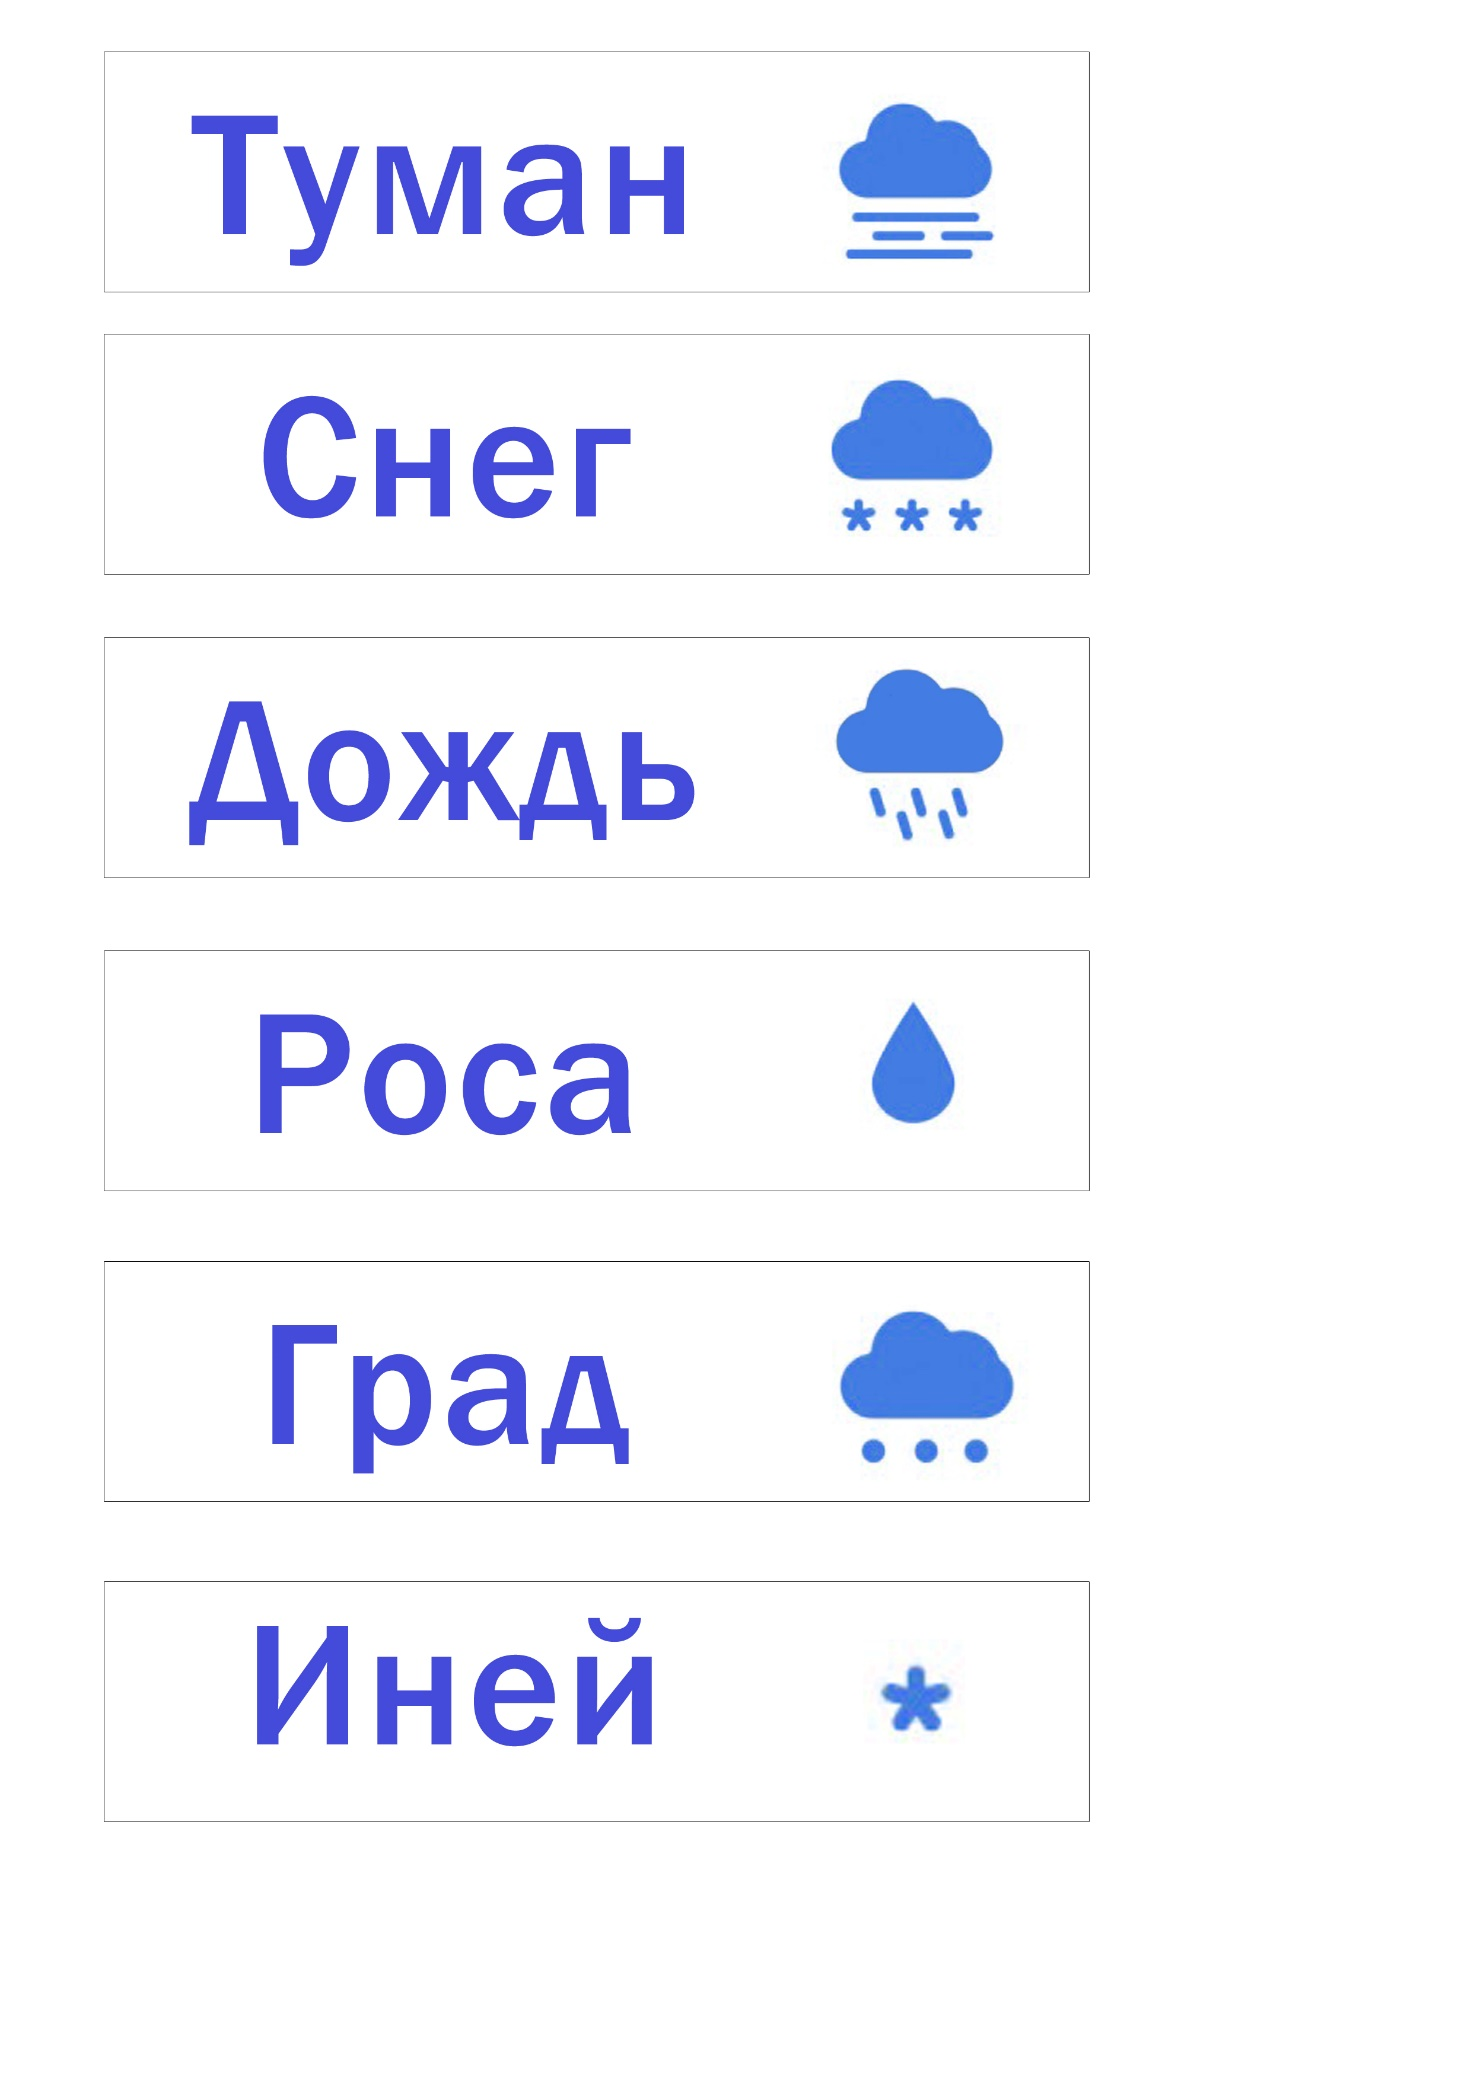 Туман
Снег
Дождь
Роса
Град
Иней